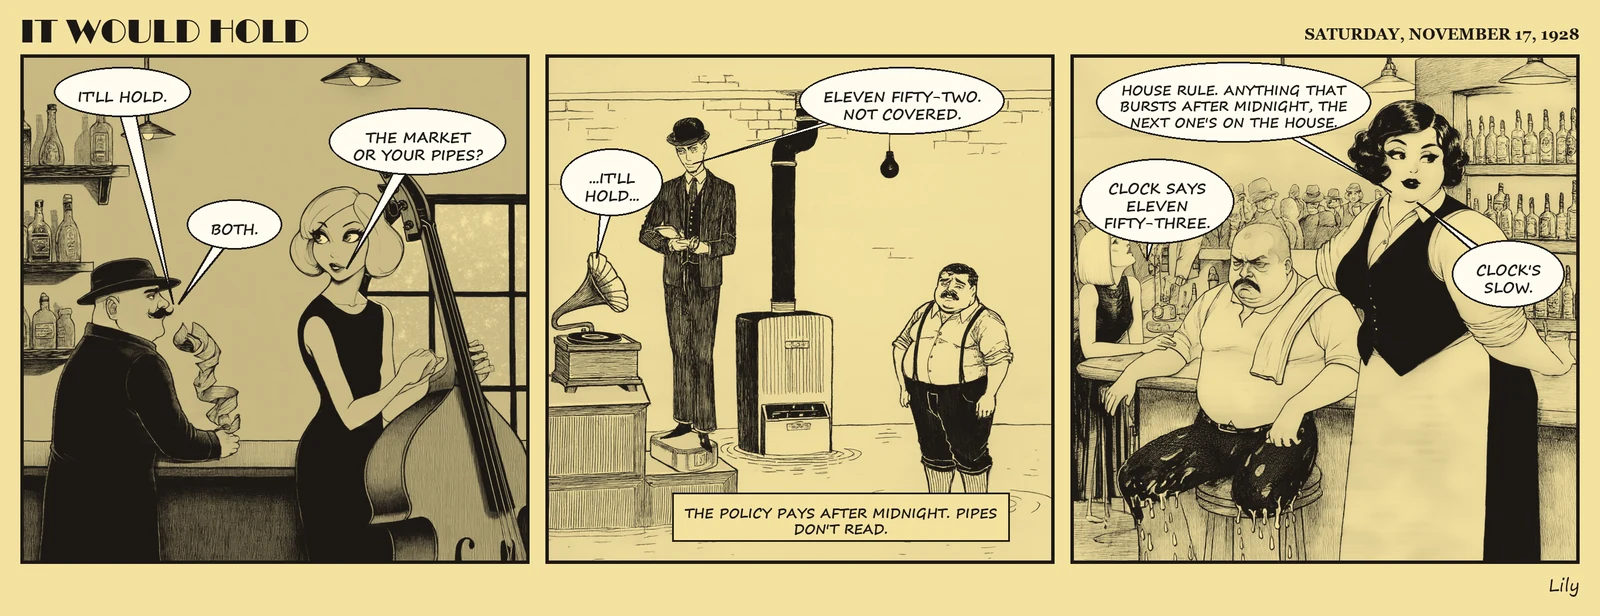 IT WOULD HOLD
SATURDAY, NOVEMBER 17, 1928
IT'LL HOLD.
THE MARKET
OR YOUR PIPES?
BOTH.
ELEVEN FIFTY-TWO.
NOT COVERED.
...IT'LL
HOLD...
THE POLICY PAYS AFTER MIDNIGHT. PIPES
DON'T READ.
HOUSE RULE. ANYTHING THAT
BURSTS AFTER MIDNIGHT, THE
NEXT ONE'S ON THE HOUSE.
CLOCK SAYS
ELEVEN
FIFTY-THREE.
CLOCK'S
SLOW.
Lily